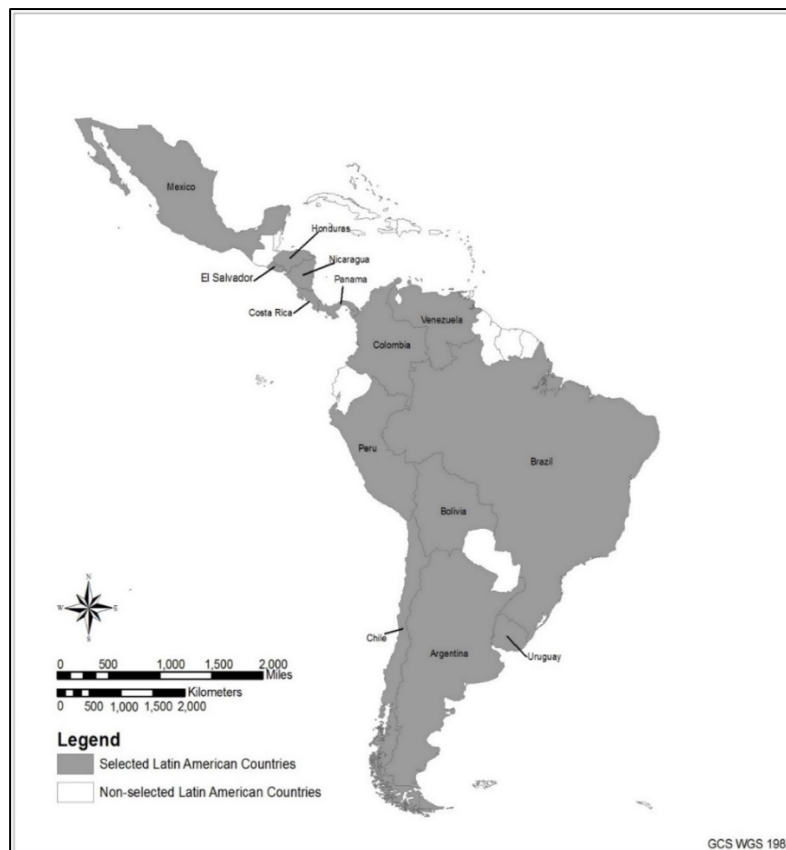 Mexico
Honduras
Nicaragua
El Salvador
Panama
Costa Rica
Venezuela
Colombia
Peru
Brazil
Bolivia
Chile
Argentina
Uruguay
N
W E
S
0 500 1,000 1,500 2,000
Miles
Kilometers
0 500 1,000 1,500 2,000
Legend
Selected Latin American Countries
Non-selected Latin American Countries
GCS WGS 198